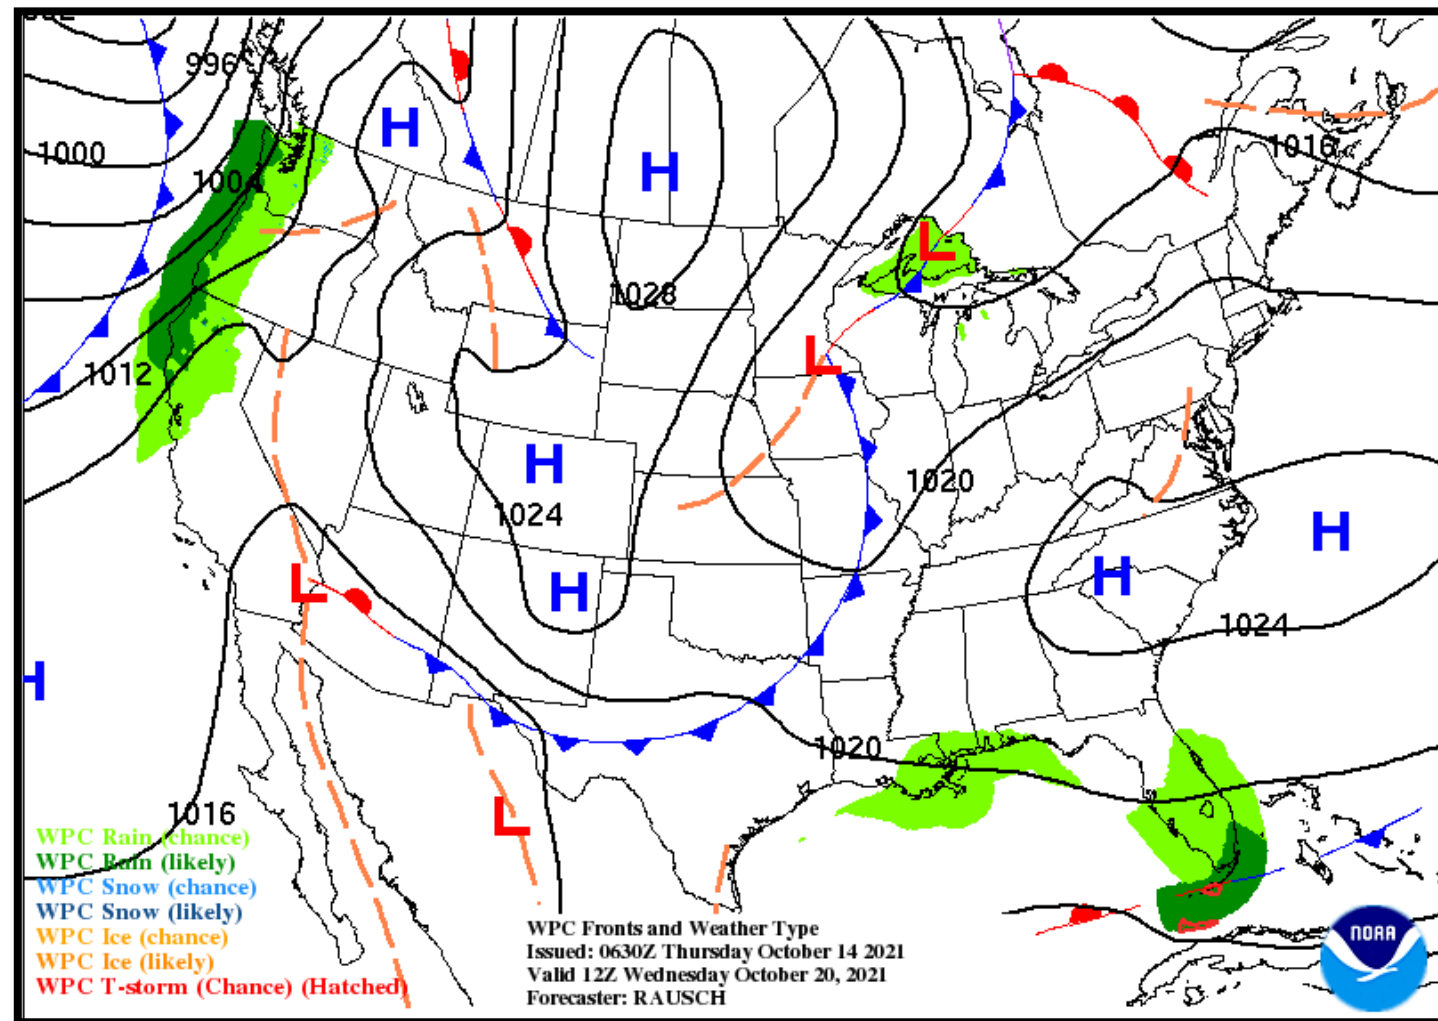 996
1000
1004
H
H
H
1016
L
1028
1012
L
H
1024
1020
H
H
H
L
1024
H
1020
1016
L
WPC Rain (chance)
WPC Rain (likely)
WPC Snow (chance)
WPC Snow (likely)
WPC Ice (chance)
WPC Ice (likely)
WPC T-storm (Chance) (Hatched)
WPC Fronts and Weather Type
Issued: 0630Z Thursday October 14 2021
Valid 12Z Wednesday October 20, 2021
Forecaster: RAUSCH
NOAA